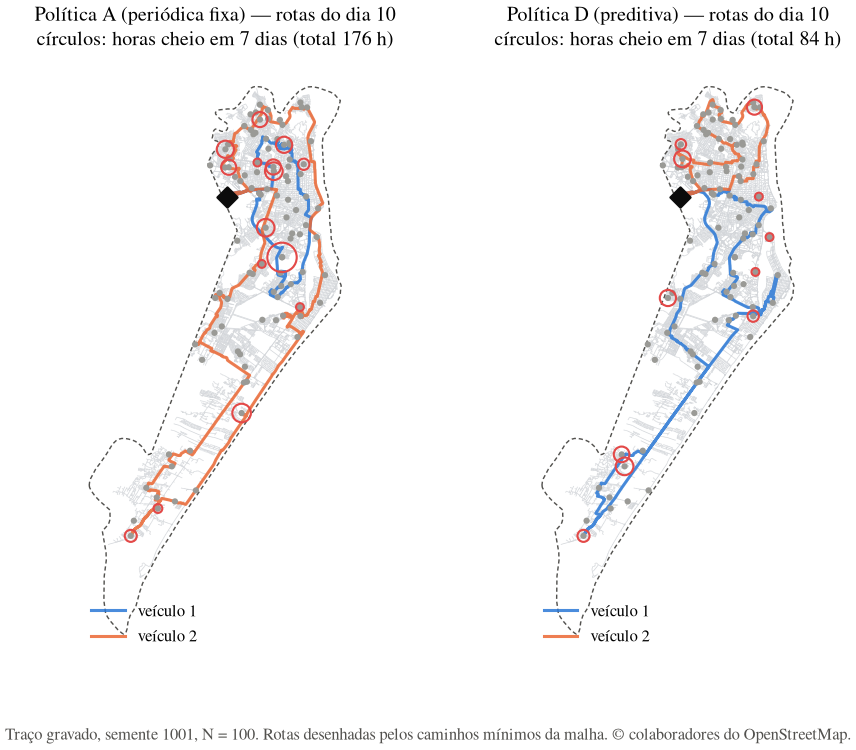 Política A (periódica fixa) — rotas do dia 10
círculos: horas cheio em 7 dias (total 176 h)
Política D (preditiva) — rotas do dia 10
círculos: horas cheio em 7 dias (total 84 h)
veículo 1
veículo 2
veículo 1
veículo 2
Traço gravado, semente 1001, N = 100. Rotas desenhadas pelos caminhos mínimos da malha. © colaboradores do OpenStreetMap.